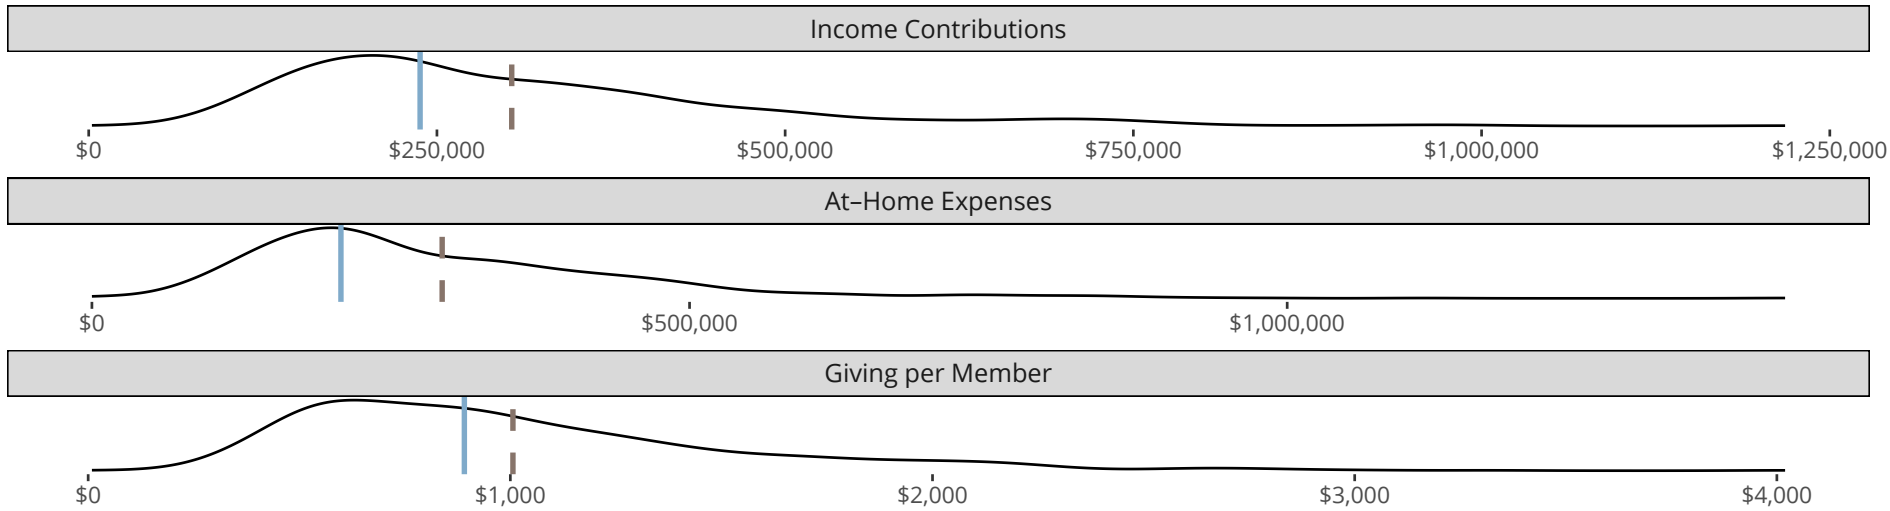 Income Contributions
$0 $250,000 $500,000 $750,000 $1,000,000 $1,250,000
At–Home Expenses
$0 $500,000 $1,000,000
Giving per Member
$0 $1,000 $2,000 $3,000 $4,000